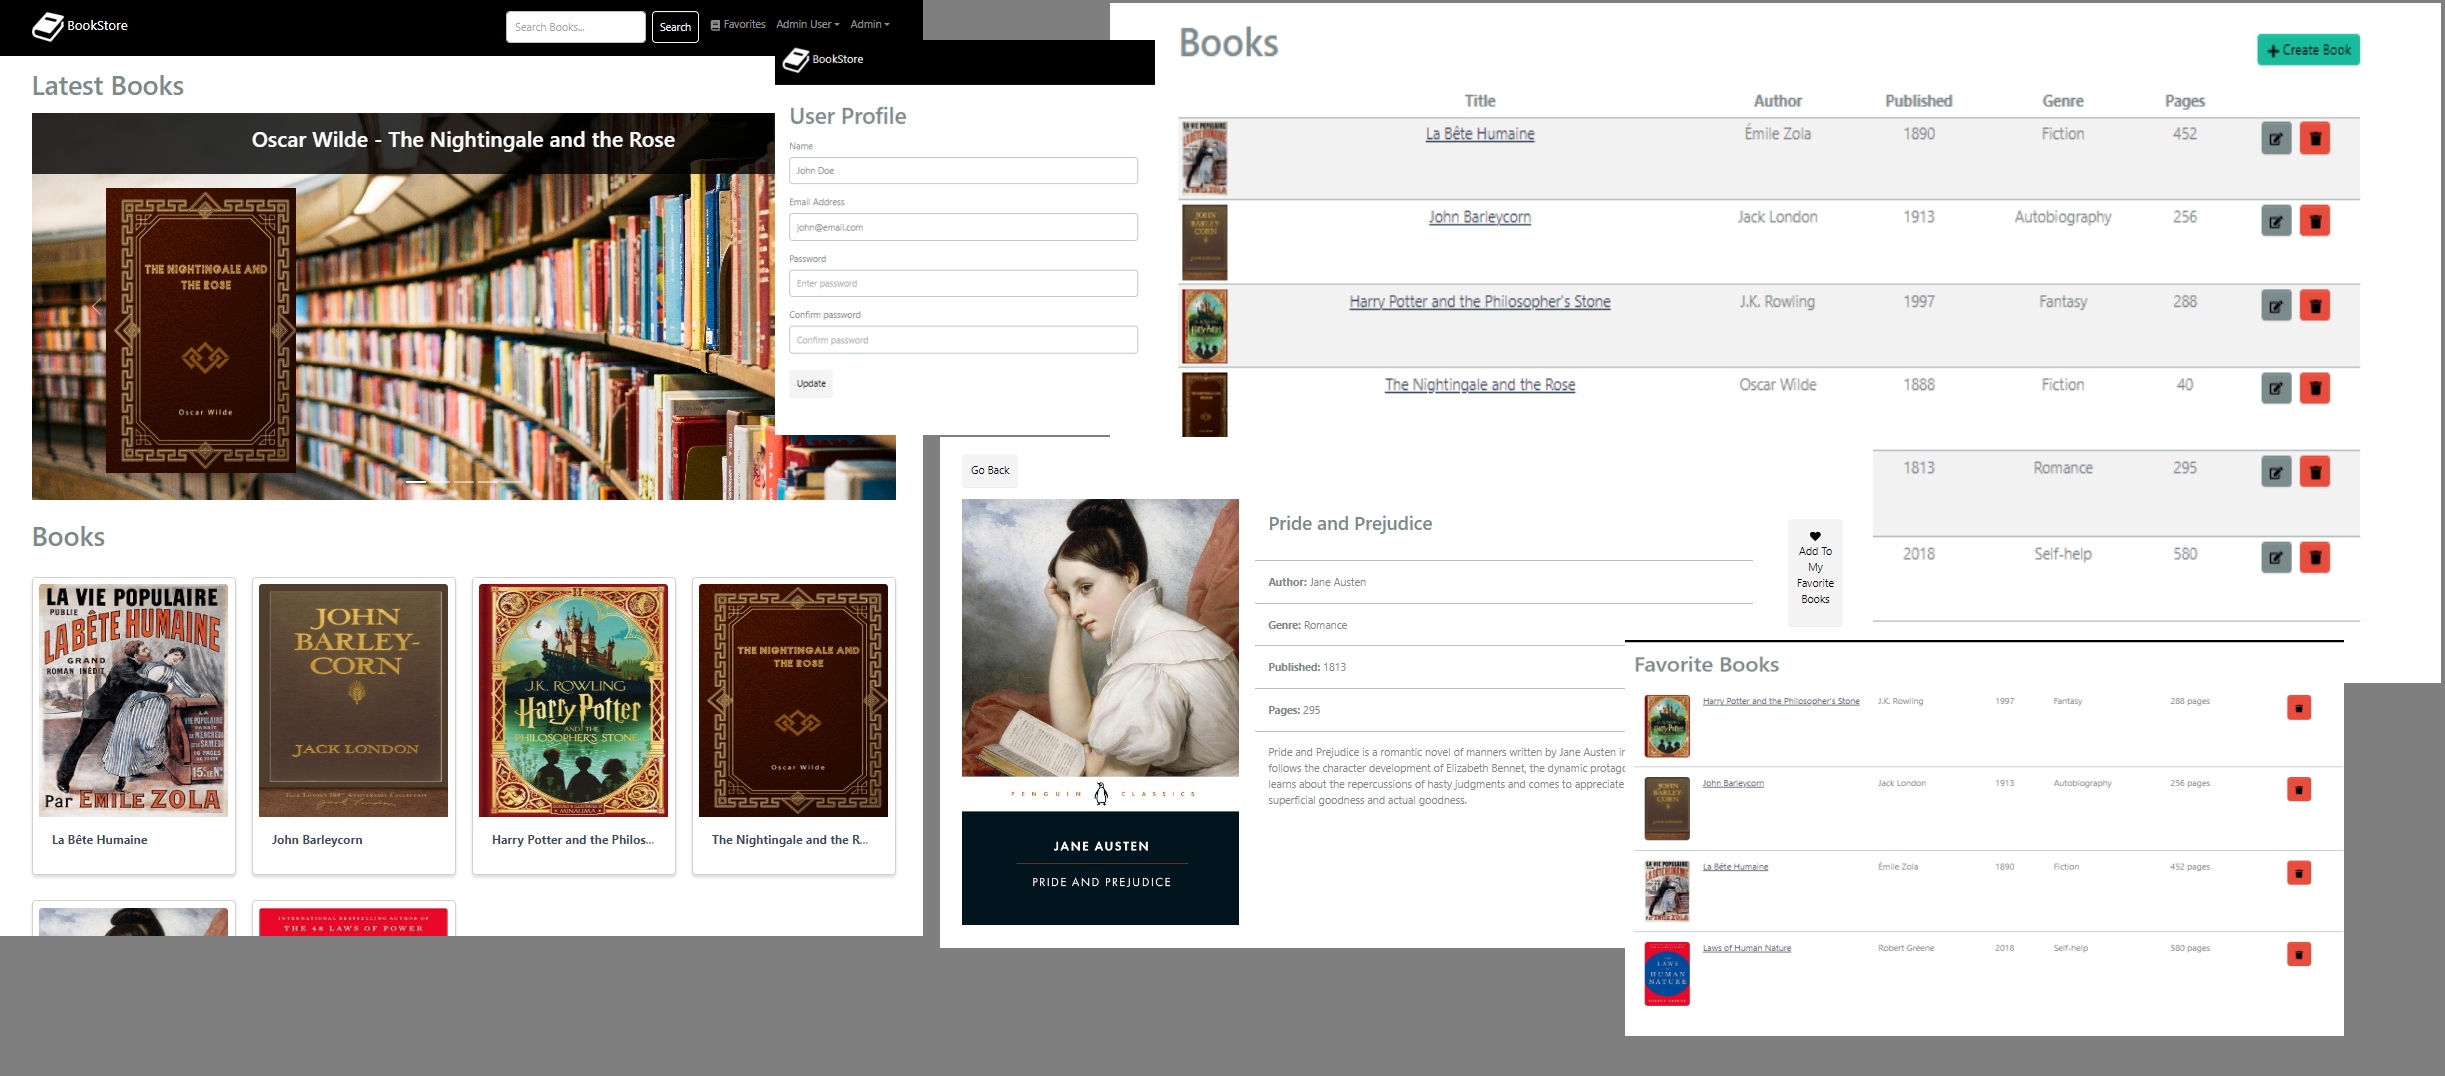 BookStore
Search Books...
Search
Favorites
Admin User
Admin
Latest Books
Oscar Wilde - The Nightingale and the Rose
THE NIGHTINGALE AND
THE ROSE
Oscar Wilde
Books
LA VIE POPULAIRE
PUBLIE
LA BÊTE HUMAINE
GRAND
ROMAN INÉDIT
Par EMILE ZOLA
La Bête Humaine
JOHN
BARLEY-
CORN
JACK LONDON
John Barleycorn
J.K. ROWLING
Harry Potter
AND THE
PHILOSOPHER'S STONE
MINALIMA
Harry Potter and the Philos...
THE NIGHTINGALE AND
THE ROSE
Oscar Wilde
The Nightingale and the R...
INTERNATIONAL BESTSELLING AUTHOR OF
THE 48 LAWS OF POWER
BookStore
User Profile
Name
John Doe
Email Address
john@email.com
Password
Enter password
Confirm password
Confirm password
Update
Books
Create Book
Title Author Published Genre Pages
La Bête Humaine Émile Zola 1890 Fiction 452
John Barleycorn Jack London 1913 Autobiography 256
Harry Potter and the Philosopher's Stone J.K. Rowling 1997 Fantasy 288
The Nightingale and the Rose Oscar Wilde 1888 Fiction 40
1813 Romance 295
2018 Self-help 580
Go Back
PENGUIN CLASSICS
JANE AUSTEN
PRIDE AND PREJUDICE
Pride and Prejudice
Author: Jane Austen
Genre: Romance
Published: 1813
Pages: 295
Pride and Prejudice is a romantic novel of manners written by Jane Austen in
follows the character development of Elizabeth Bennet, the dynamic protago
learns about the repercussions of hasty judgments and comes to appreciate
superficial goodness and actual goodness.
Add To
My
Favorite
Books
Favorite Books
Harry Potter and the Philosopher's Stone J.K. Rowling 1997 Fantasy 288 pages
John Barleycorn Jack London 1913 Autobiography 256 pages
La Bête Humaine Émile Zola 1890 Fiction 452 pages
Laws of Human Nature Robert Greene 2018 Self-help 580 pages
THE
LAWS
OF
HUMAN
NATURE